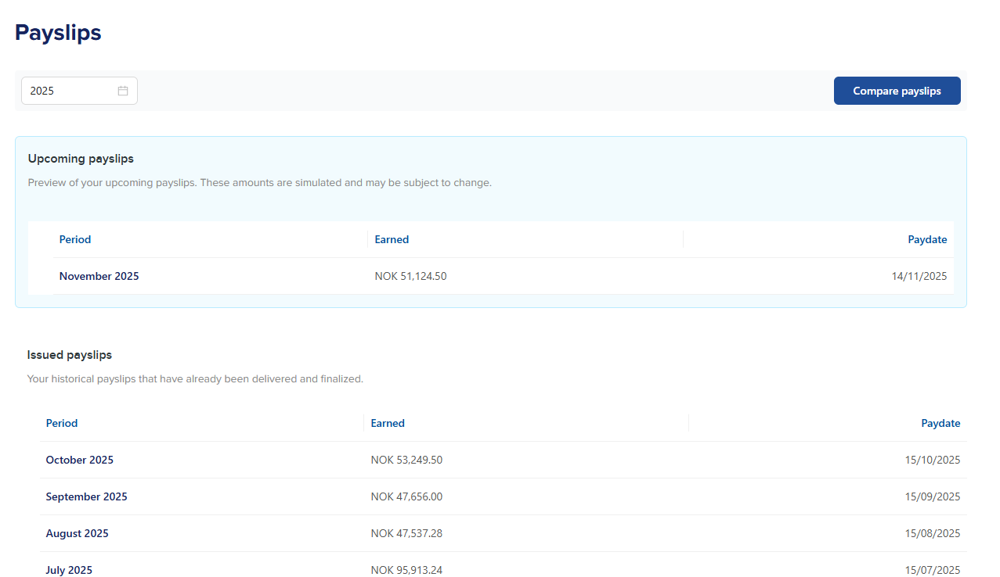 Payslips
2025
Compare payslips
Upcoming payslips
Preview of your upcoming payslips. These amounts are simulated and may be subject to change.
Period Earned Paydate
November 2025 NOK 51,124.50 14/11/2025
Issued payslips
Your historical payslips that have already been delivered and finalized.
Period Earned Paydate
October 2025 NOK 53,249.50 15/10/2025
September 2025 NOK 47,656.00 15/09/2025
August 2025 NOK 47,537.28 15/08/2025
July 2025 NOK 95,913.24 15/07/2025